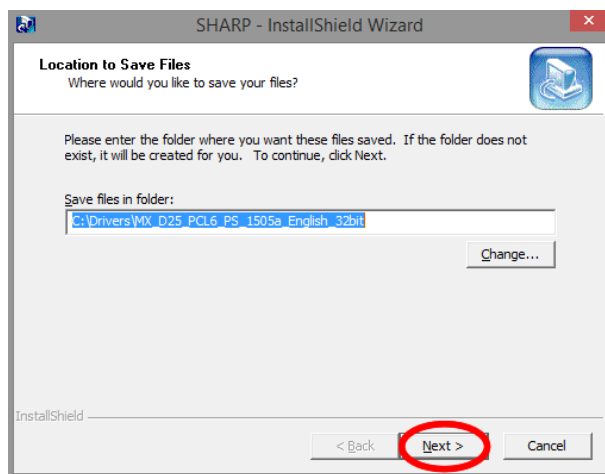 SHARP - InstallShield Wizard
Location to Save Files
Where would you like to save your files?
Please enter the folder where you want these files saved. If the folder does not
exist, it will be created for you. To continue, click Next.
Save files in folder:
C:\Drivers\MX_D25_PCL6_PS_1505a_English_32bit
Change...
InstallShield
< Back
Next >
Cancel